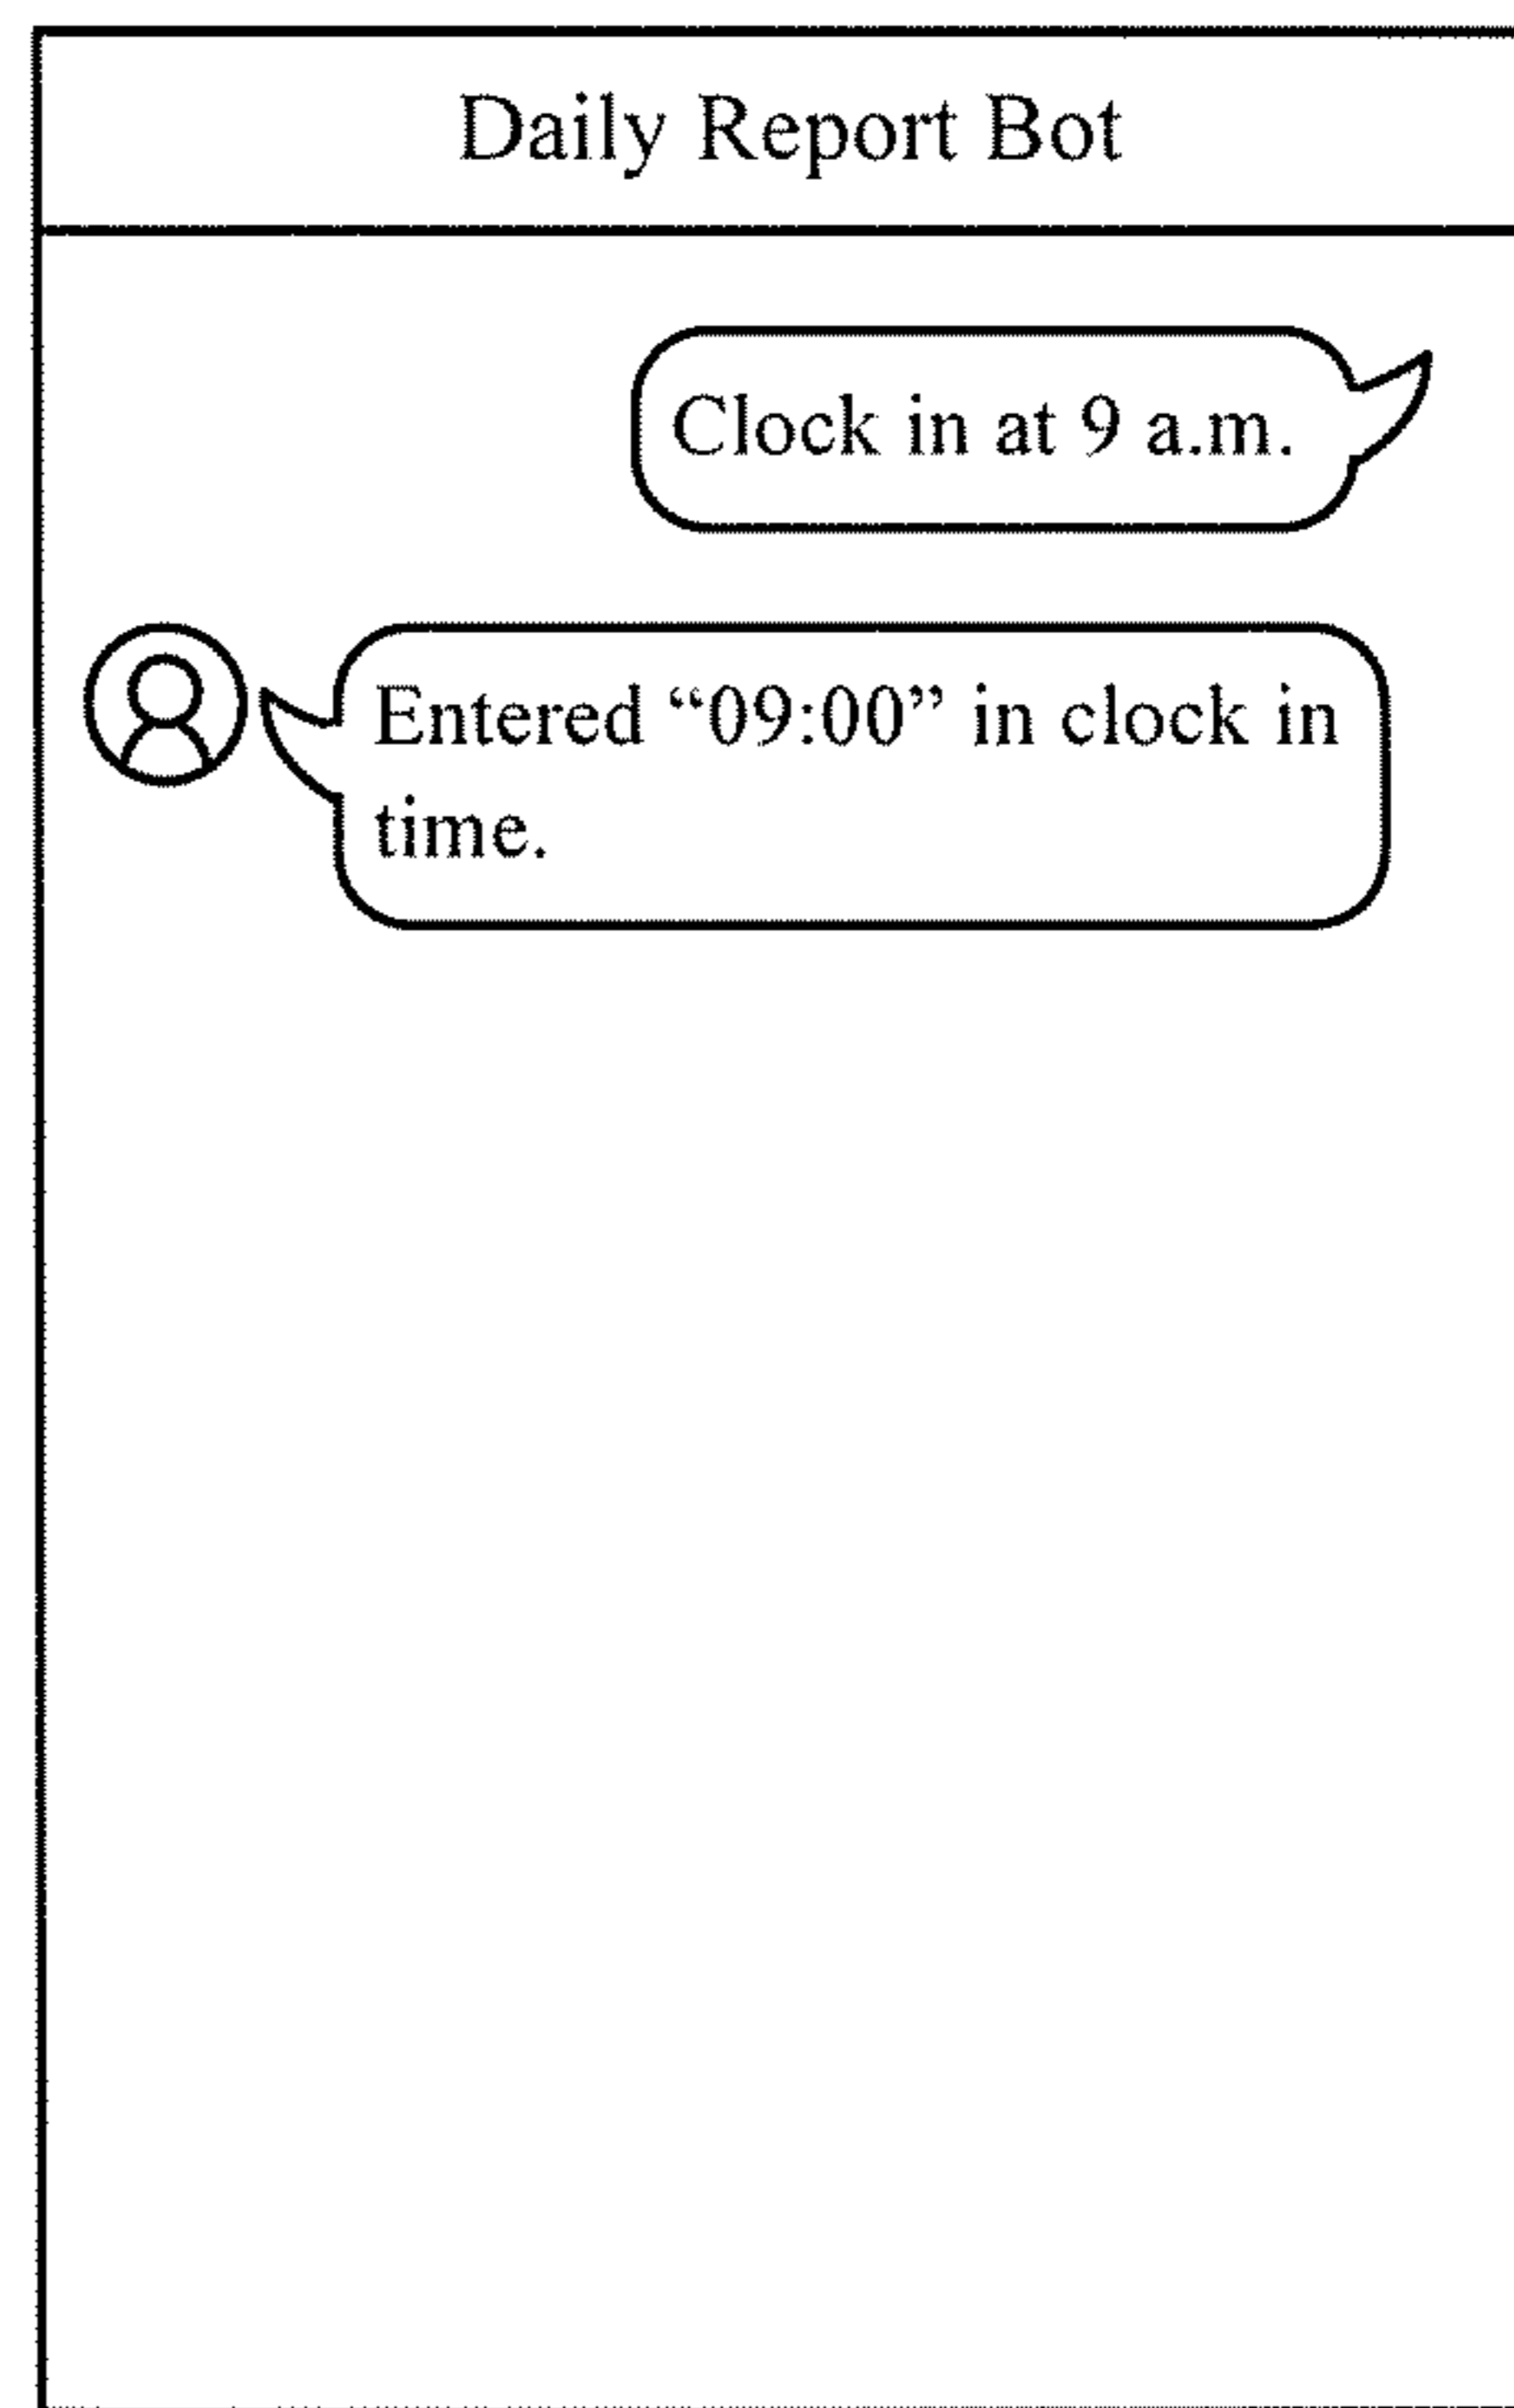 Daily Report Bot
Clock in at 9 a.m.
Entered “09:00” in clock in
time.